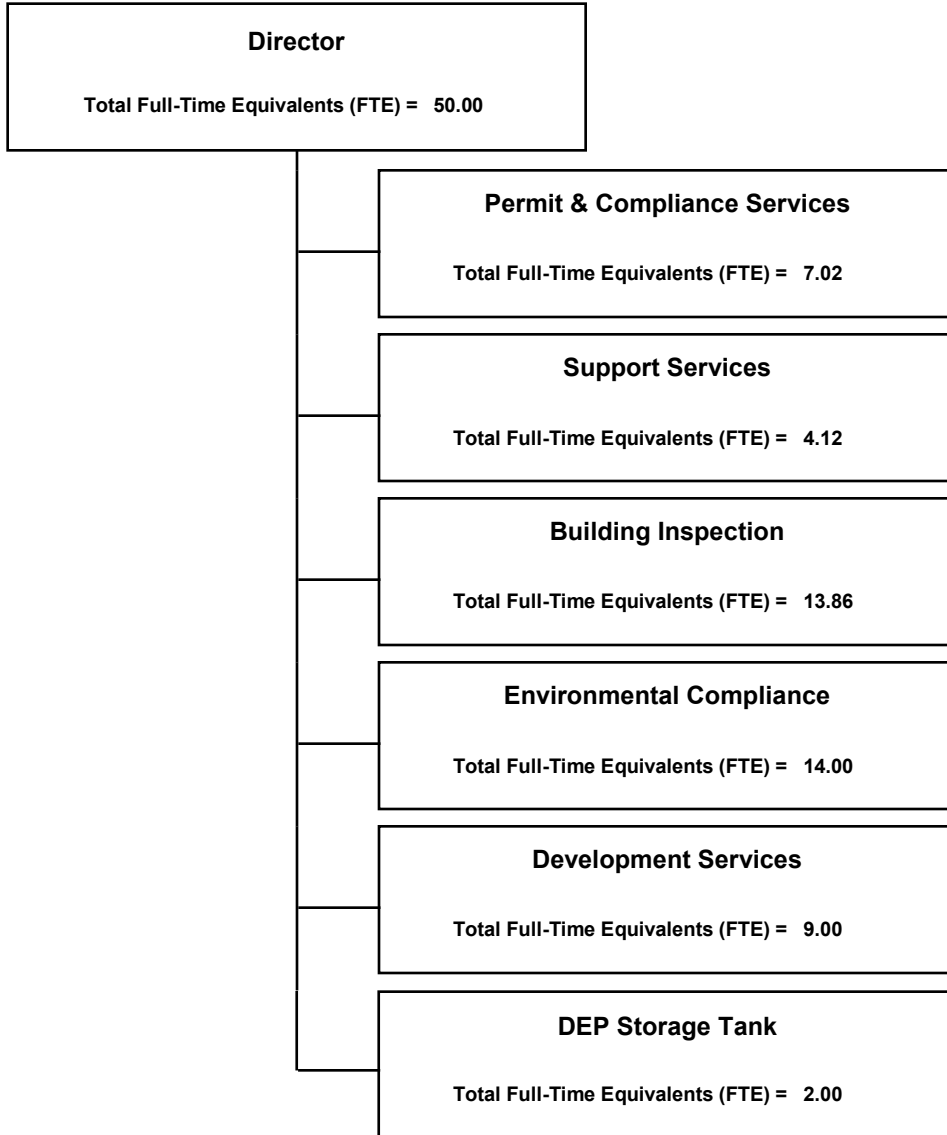 Director
Total Full-Time Equivalents (FTE) = 50.00
Permit & Compliance Services
Total Full-Time Equivalents (FTE) = 7.02
Support Services
Total Full-Time Equivalents (FTE) = 4.12
Building Inspection
Total Full-Time Equivalents (FTE) = 13.86
Environmental Compliance
Total Full-Time Equivalents (FTE) = 14.00
Development Services
Total Full-Time Equivalents (FTE) = 9.00
DEP Storage Tank
Total Full-Time Equivalents (FTE) = 2.00